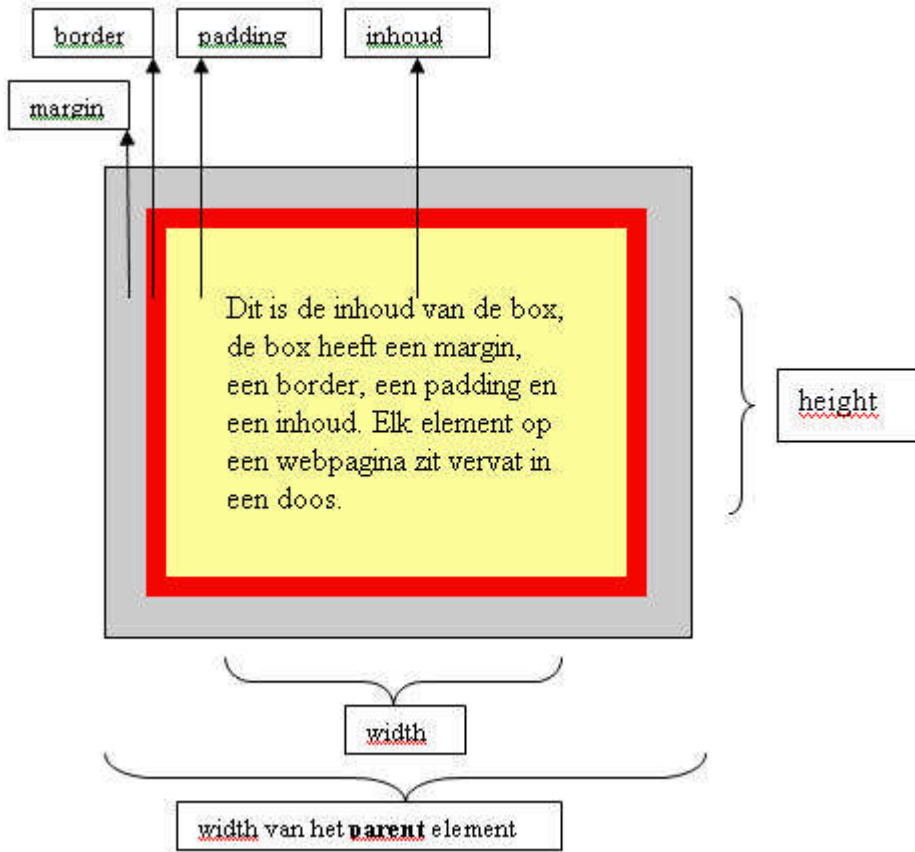 border
padding
inhoud
margin
Dit is de inhoud van de box,
de box heeft een margin,
een border, een padding en
een inhoud. Elk element op
een webpagina zit vervat in
een doos.
height
width
width van het parent element